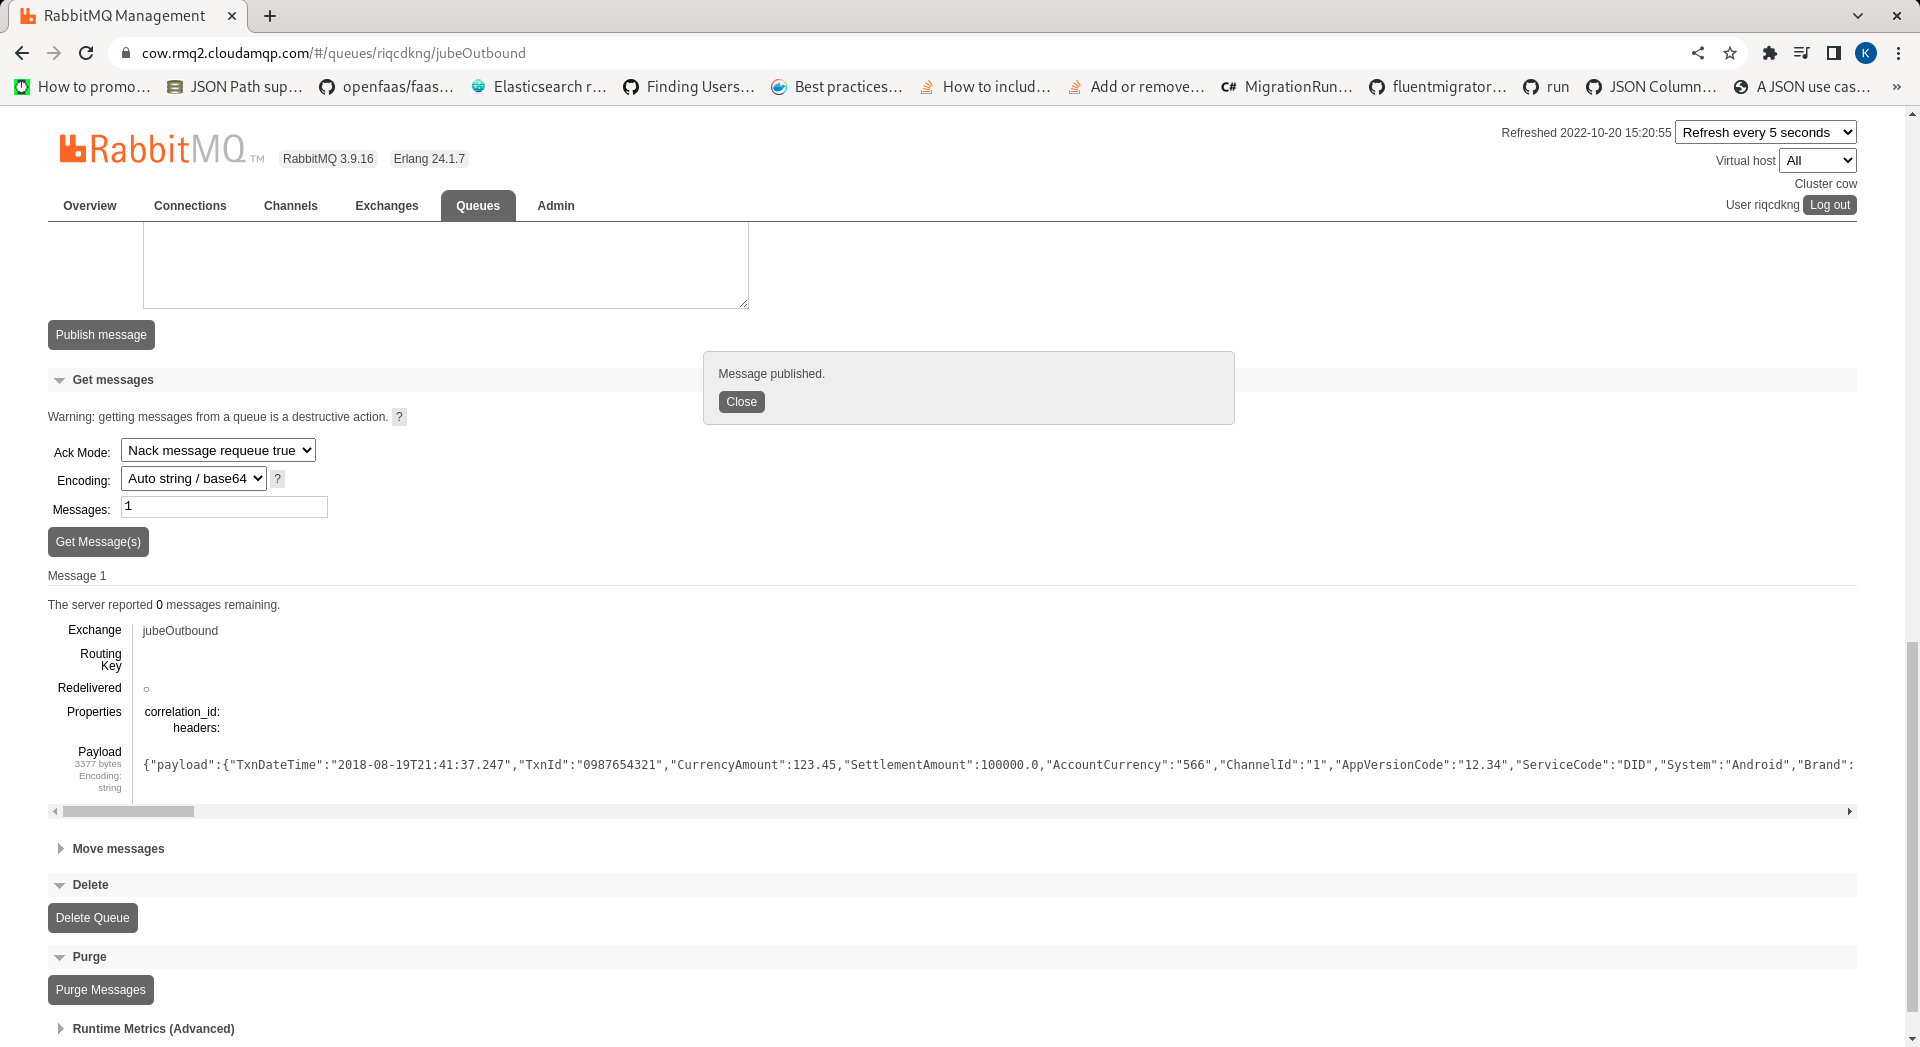 RabbitMQ Management
cow.rmq2.cloudamqp.com/#/queues/riqcdkng/jubeOutbound
K
How to promo… JSON Path sup… openfaas/faas… Elasticsearch r… Finding Users… Best practices… How to includ… Add or remove… C# MigrationRun… fluentmigrator… run JSON Column… A JSON use cas… »
RabbitMQ TM RabbitMQ 3.9.16 Erlang 24.1.7
Refreshed 2022-10-20 15:20:55 Refresh every 5 seconds
Virtual host All
Cluster cow
User riqcdkng Log out
Overview Connections Channels Exchanges Queues Admin
Publish message
Message published.
Close
Get messages
Warning: getting messages from a queue is a destructive action. ?
Ack Mode: Nack message requeue true
Encoding: Auto string / base64 ?
Messages: 1
Get Message(s)
Message 1
The server reported 0 messages remaining.
Exchange jubeOutbound
Routing
Key
Redelivered ○
Properties correlation_id:
headers:
Payload
3377 bytes
Encoding:
string
{"payload":{"TxnDateTime":"2018-08-19T21:41:37.247","TxnId":"0987654321","CurrencyAmount":123.45,"SettlementAmount":100000.0,"AccountCurrency":"566","ChannelId":"1","AppVersionCode":"12.34","ServiceCode":"DID","System":"Android","Brand":
Move messages
Delete
Delete Queue
Purge
Purge Messages
Runtime Metrics (Advanced)